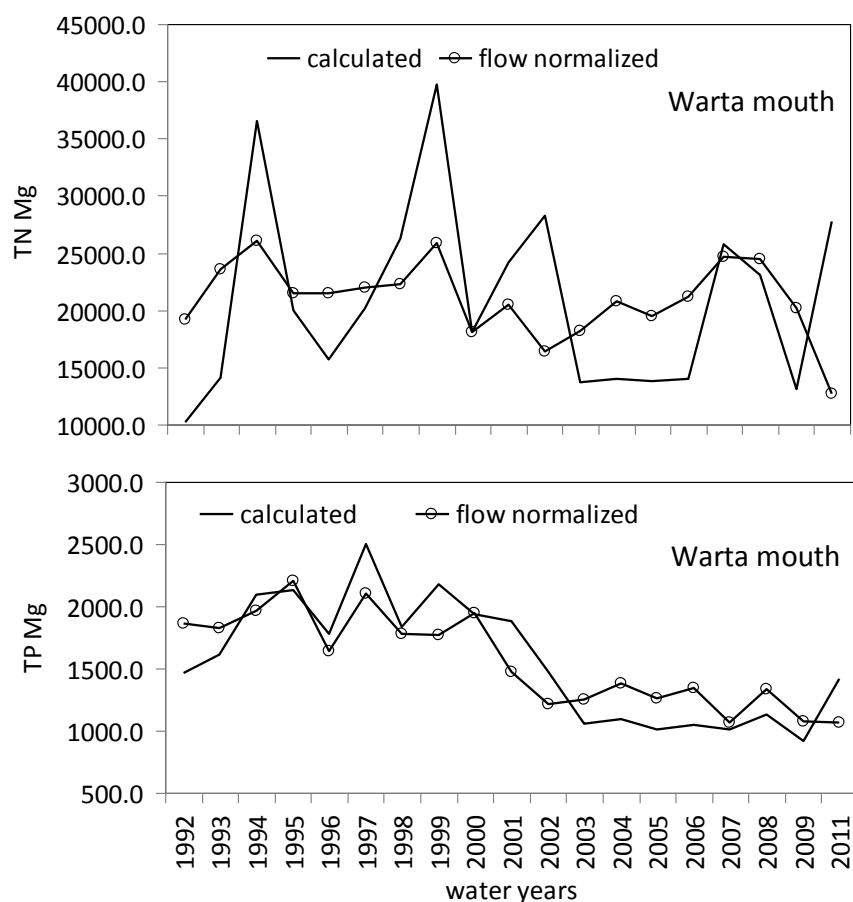 45000.0
calculated flow normalized
40000.0
Warta mouth
35000.0
30000.0
TN Mg
25000.0
20000.0
15000.0
10000.0
3000.0
calculated flow normalized
2500.0
Warta mouth
2000.0
TP Mg
1500.0
1000.0
500.0
1992 1993 1994 1995 1996 1997 1998 1999 2000 2001 2002 2003 2004 2005 2006 2007 2008 2009 2011
water years